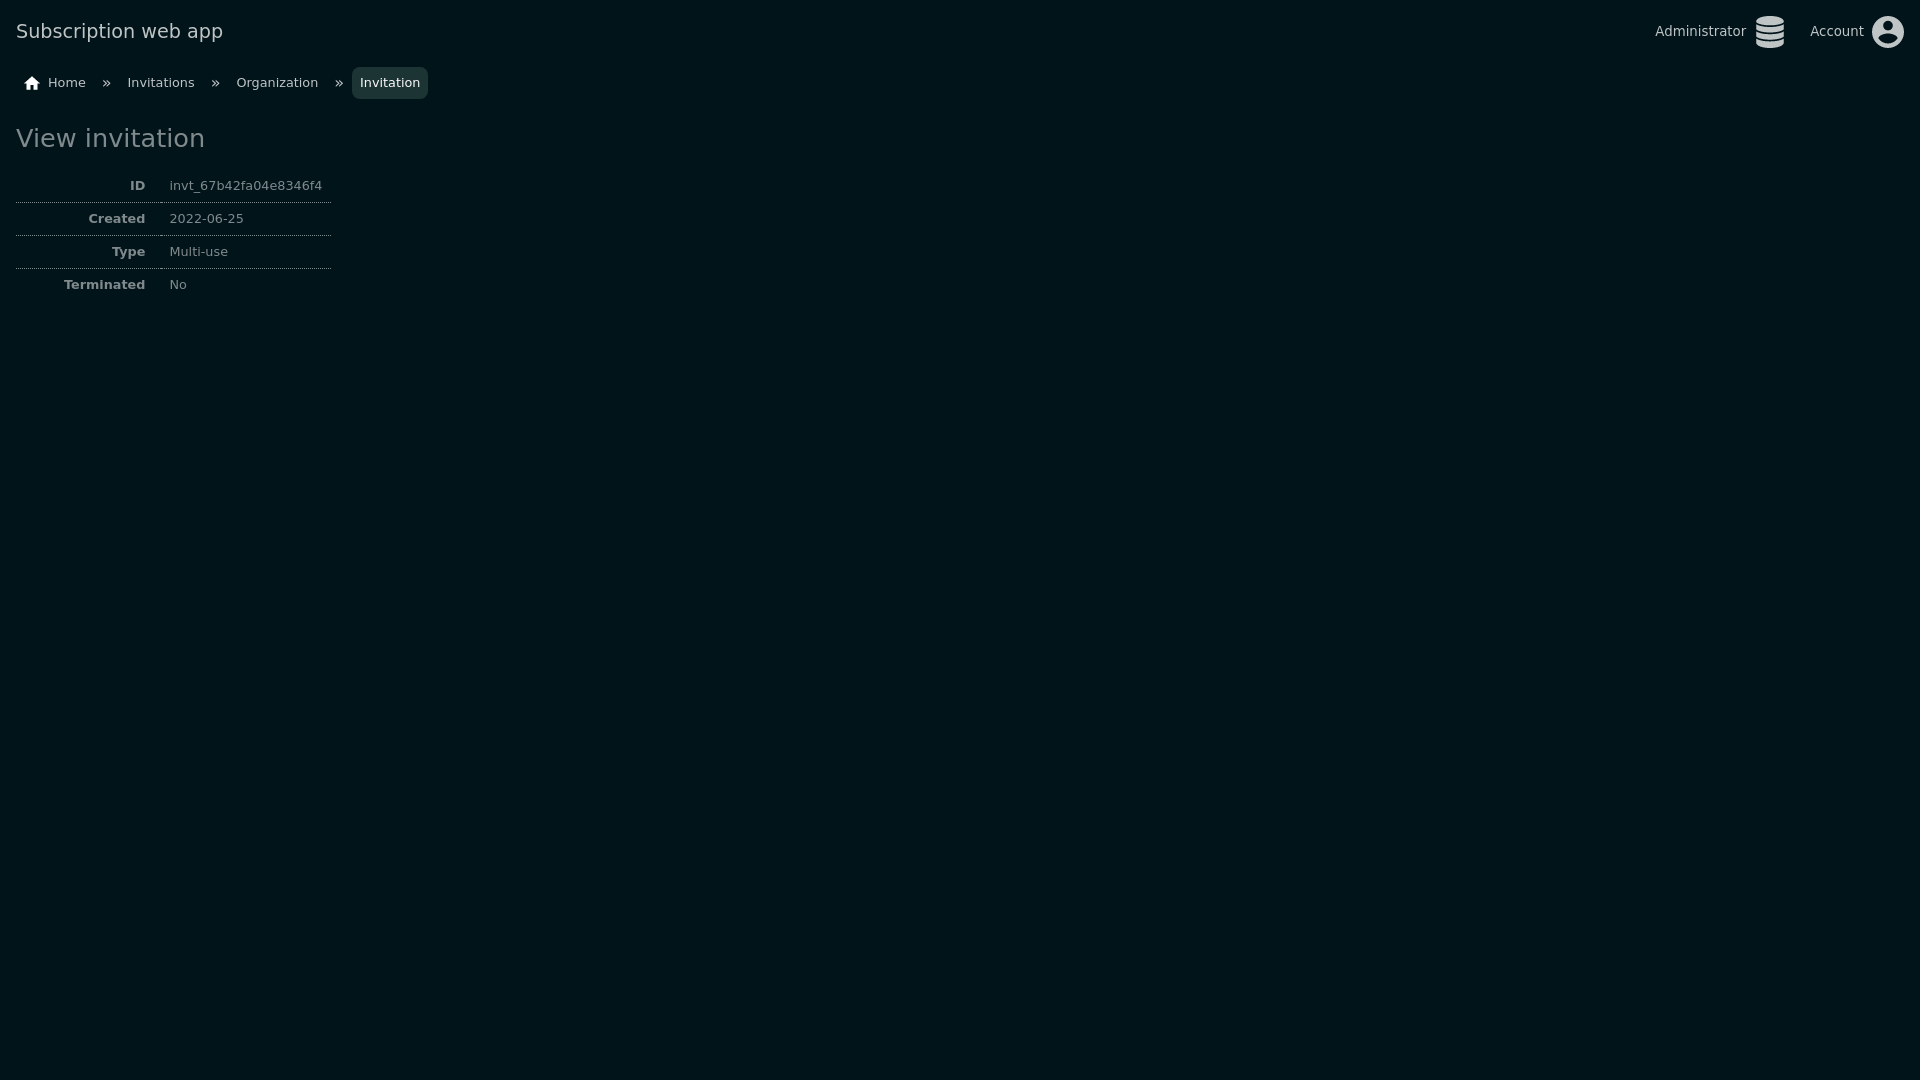 Subscription web app
Administrator
Account
Home » Invitations » Organization » Invitation
View invitation
ID invt_67b42fa04e8346f4
Created 2022-06-25
Type Multi-use
Terminated No